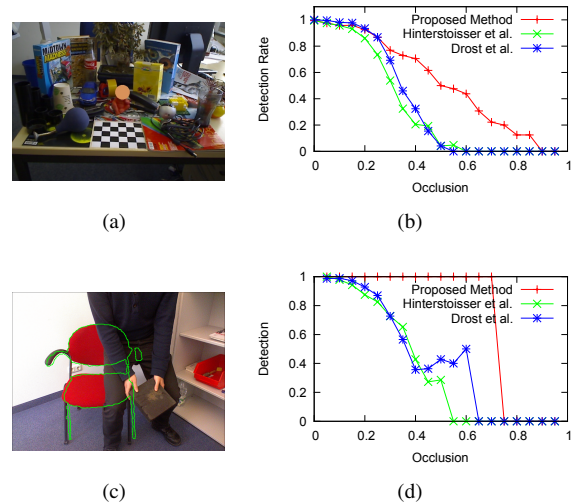 MIDTOWN
(a)
Detection Rate
1
0.8
0.6
0.4
0.2
0
0 0.2 0.4 0.6 0.8 1
Occlusion
Proposed Method
Hinterstoisser et al.
Drost et al.
(b)
(c)
Detection
1
0.8
0.6
0.4
0.2
0
0 0.2 0.4 0.6 0.8 1
Occlusion
Proposed Method
Hinterstoisser et al.
Drost et al.
(d)